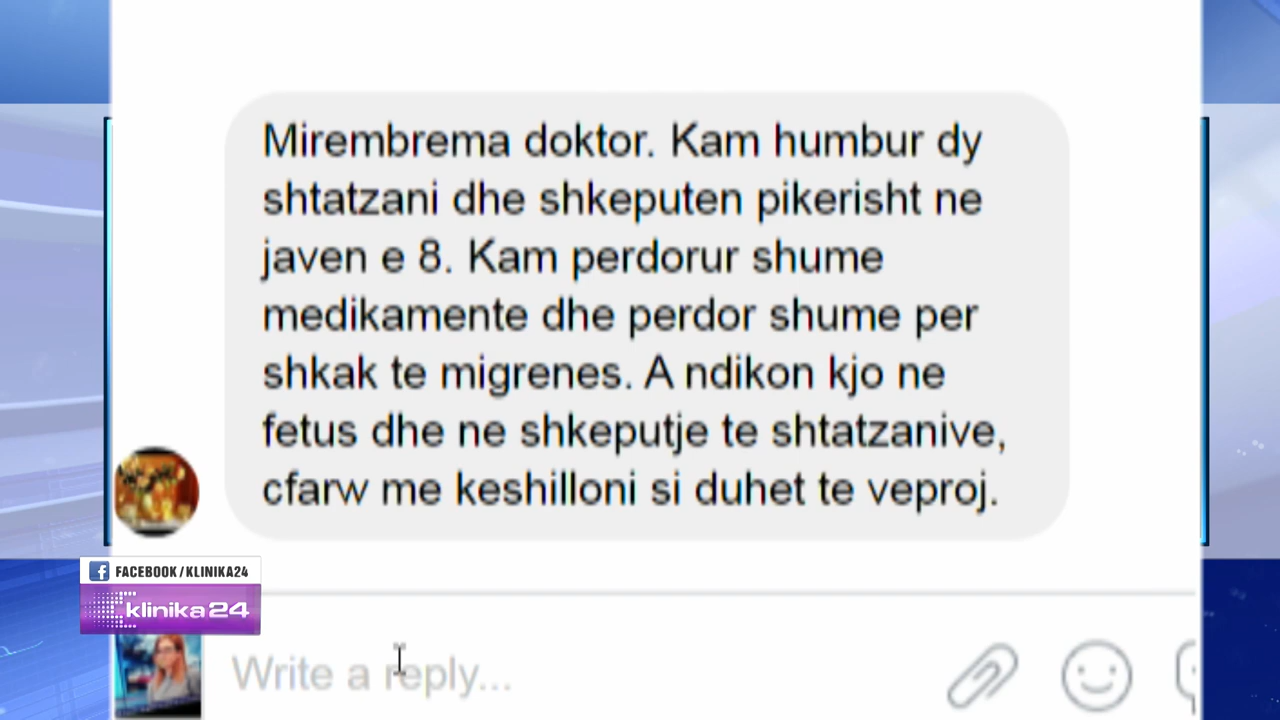 Mirembrema doktor. Kam humbur dy
shtatzani dhe shkeputen pikerisht ne
javen e 8. Kam perdorur shume
medikamente dhe perdor shume per
shkak te migrenes. A ndikon kjo ne
fetus dhe ne shkeputje te shtatzanive,
cfarw me keshilloni si duhet te veproj.
FACEBOOK/KLINIKA24
klinika 24
Write a reply...